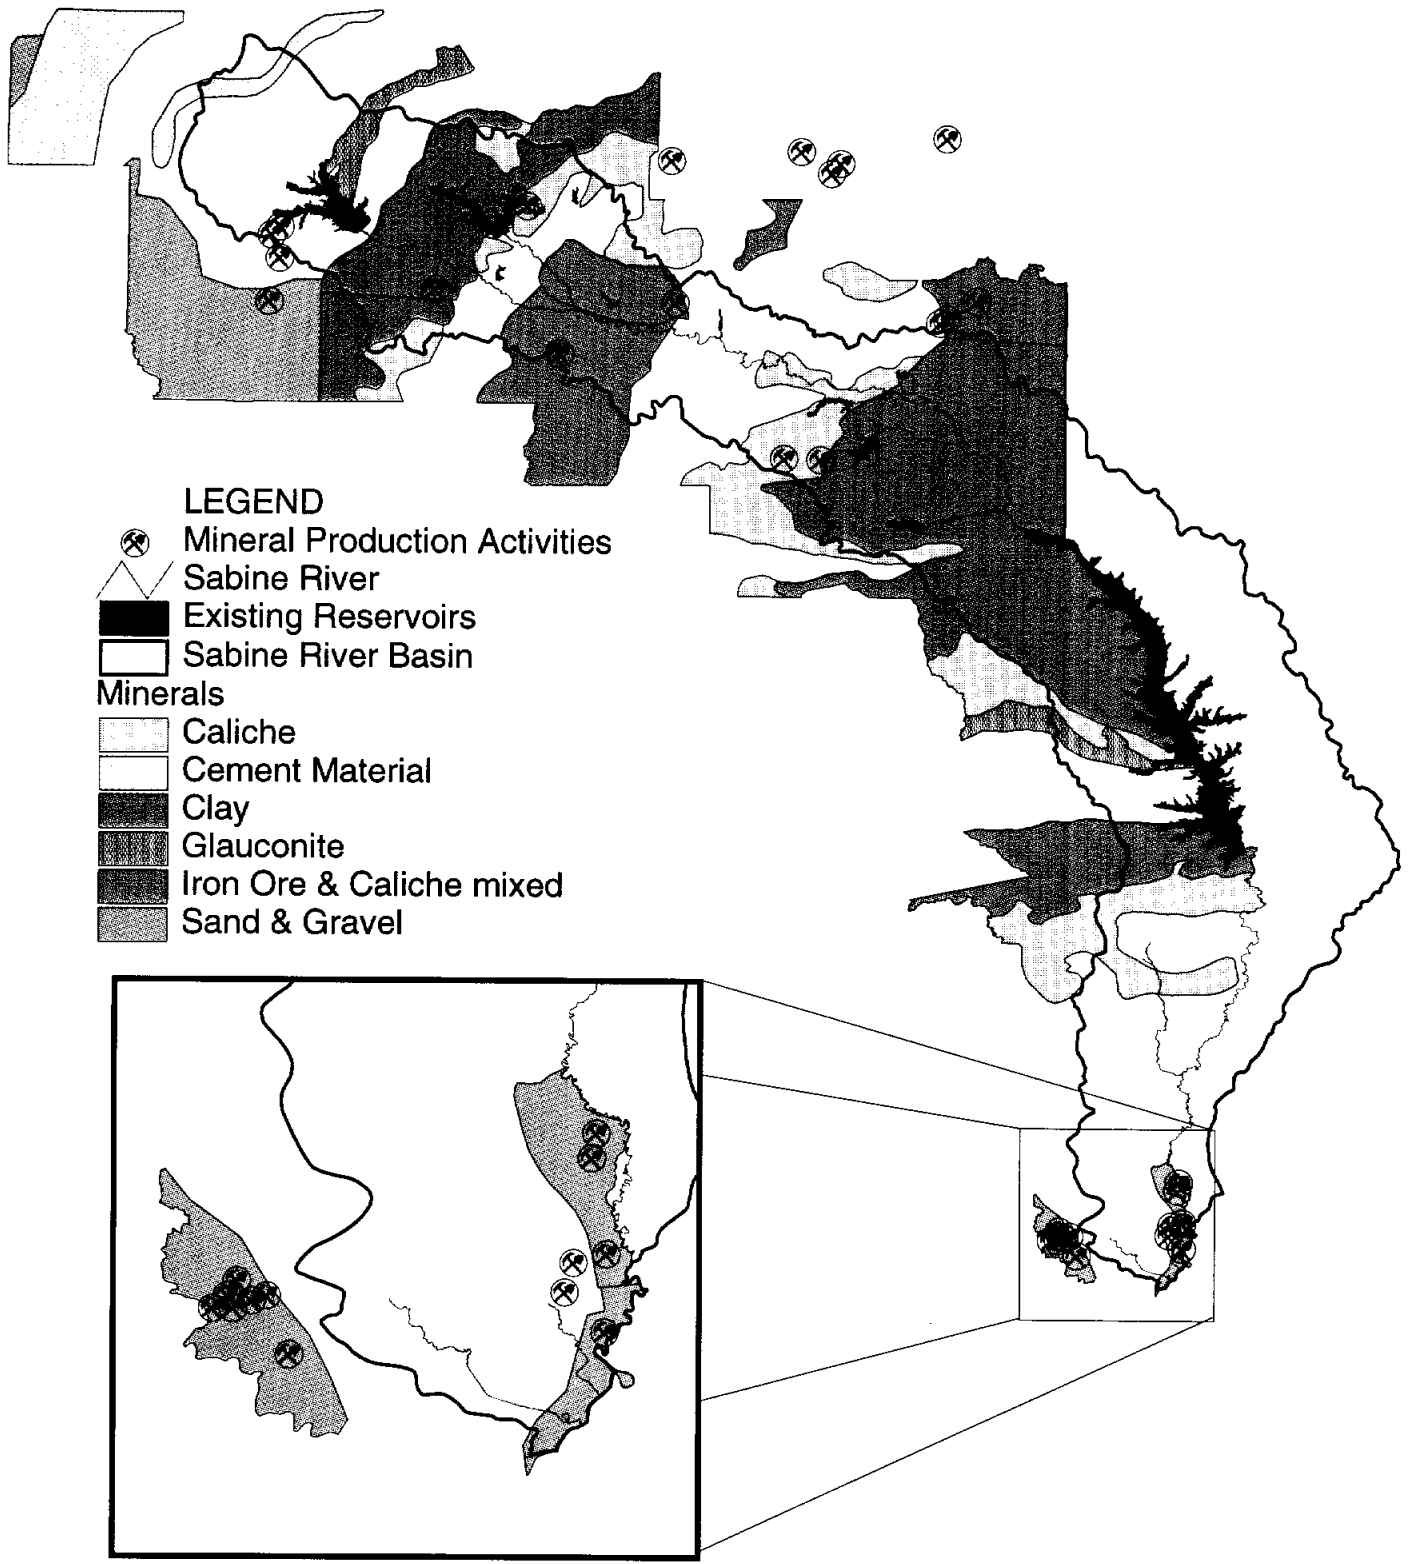 LEGEND
Mineral Production Activities
Sabine River
Existing Reservoirs
Sabine River Basin
Minerals
Caliche
Cement Material
Clay
Glauconite
Iron Ore & Caliche mixed
Sand & Gravel